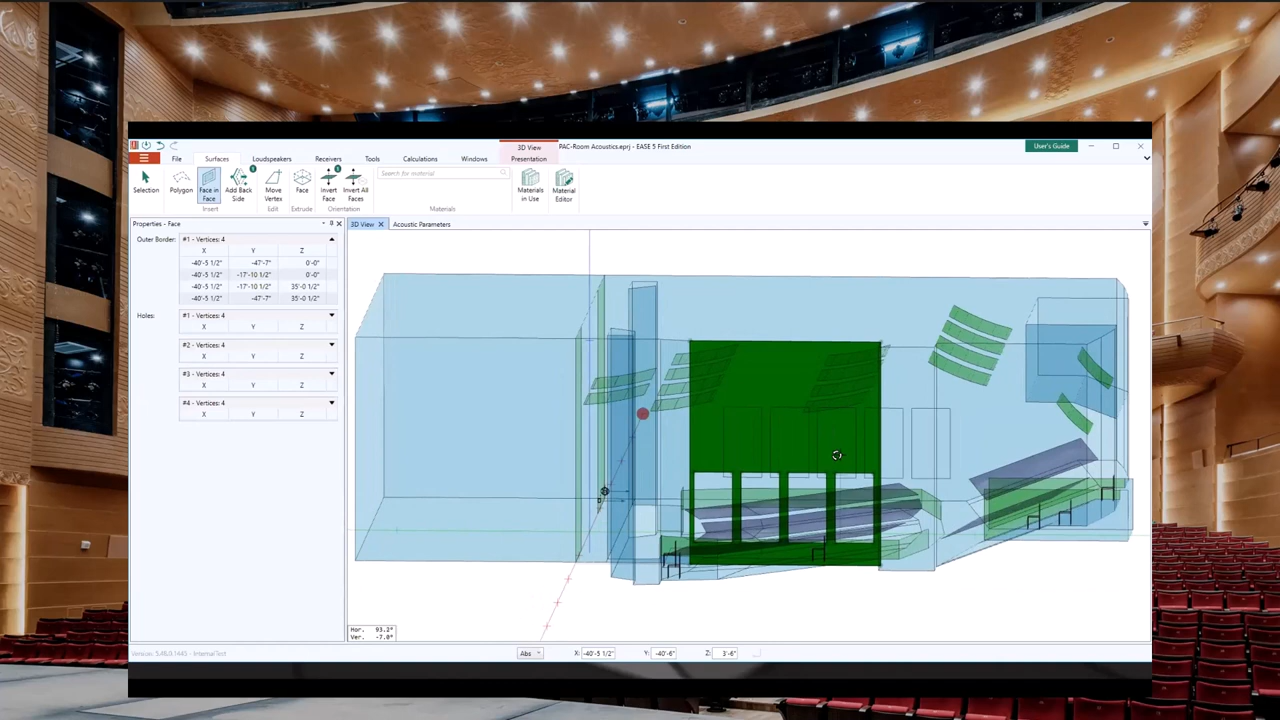 3D View
PAC-Room Acoustics.eprj - EASE 5 First Edition
User's Guide
File
Surfaces
Loudspeakers
Receivers
Tools
Calculations
Windows
Presentation
Selection
Polygon
Face in Face
Add Back Side
Move Vertex
Face
Invert Face
Invert All Faces
Search for material
Materials in Use
Material Editor
Insert
Edit
Extrude
Orientation
Materials
Properties - Face
3D View
Acoustic Parameters
Outer Border:
#1 - Vertices: 4
X Y Z
-40'-5 1/2" -47'-7" 0'-0"
-40'-5 1/2" -17'-10 1/2" 0'-0"
-40'-5 1/2" -17'-10 1/2" 35'-0 1/2"
-40'-5 1/2" -47'-7" 35'-0 1/2"
Holes:
#1 - Vertices: 4
X Y Z
#2 - Vertices: 4
X Y Z
#3 - Vertices: 4
X Y Z
#4 - Vertices: 4
X Y Z
Hor. 93.2°
Ver. -7.0°
Version: 5.46.0.1445 - InternalTest
Abs X: -40'-5 1/2" Y: -40'-6" Z: 3'-6"